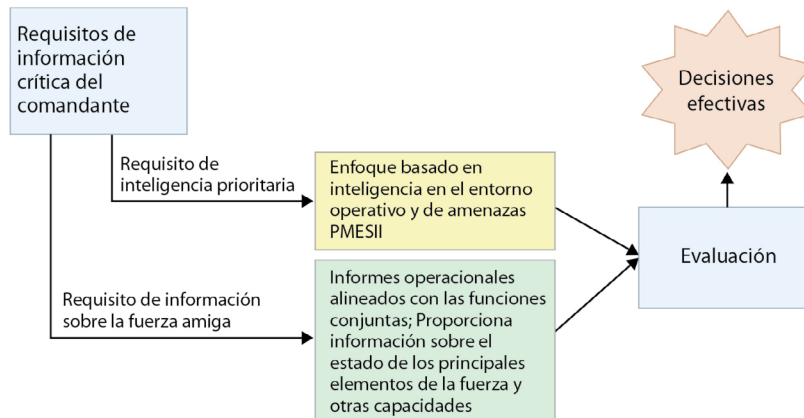 Requisitos de
información
crítica del
comandante
Decisiones
efectivas
Requisito de
inteligencia prioritaria
Enfoque basado en
inteligencia en el entorno
operativo y de amenazas
PMESII
Evaluación
Requisito de información
sobre la fuerza amiga
Informes operacionales
alineados con las funciones
conjuntas; Proporciona
información sobre el
estado de los principales
elementos de la fuerza y
otras capacidades